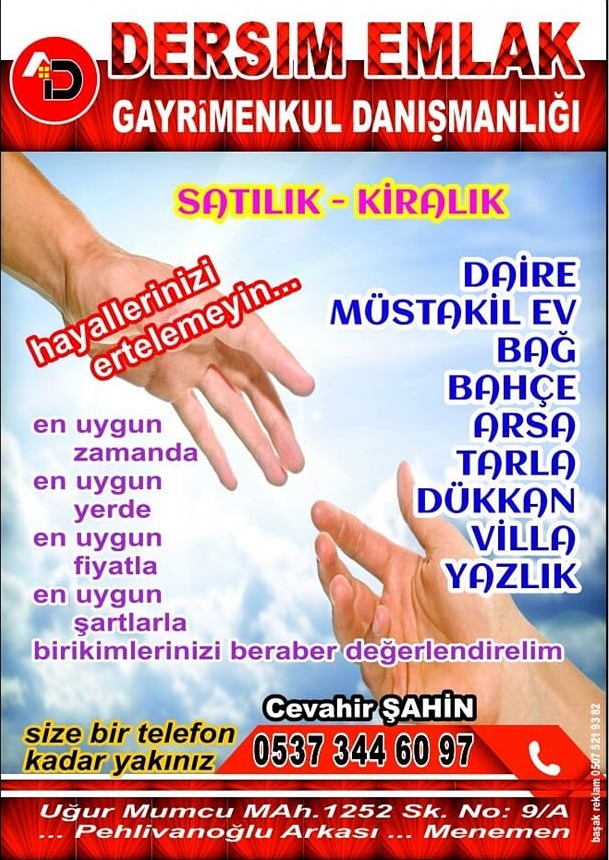 AD
DERSIM EMLAK
GAYRiMENKUL DANIŞMANLIĞI
SATILIK - KİRALIK
hayallerinizi
ertelemeyin...
DAİRE
MÜSTAKİL EV
BAĞ
BAHÇE
ARSA
TARLA
DÜKKAN
VİLLA
YAZLIK
en uygun
zamanda
en uygun
yerde
en uygun
fiyatla
en uygun
şartlarla
birikimlerinizi beraber değerlendirelim
Cevahir ŞAHİN
size bir telefon
kadar yakınız
0537 344 60 97
başak reklam 0507 521 93 82
Uğur Mumcu MAh.1252 Sk. No: 9/A
... Pehlivanoğlu Arkası ... Menemen